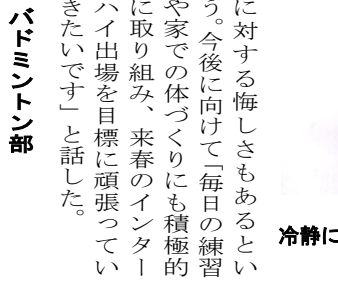 に対する悔しさもあるとい
う。今後に向けて「毎日の練習
や家での体づくりにも積極的
に取り組み、来春のインター
ハイ出場を目標に頑張ってい
きたいです」と話した。
バドミントン部
冷静に